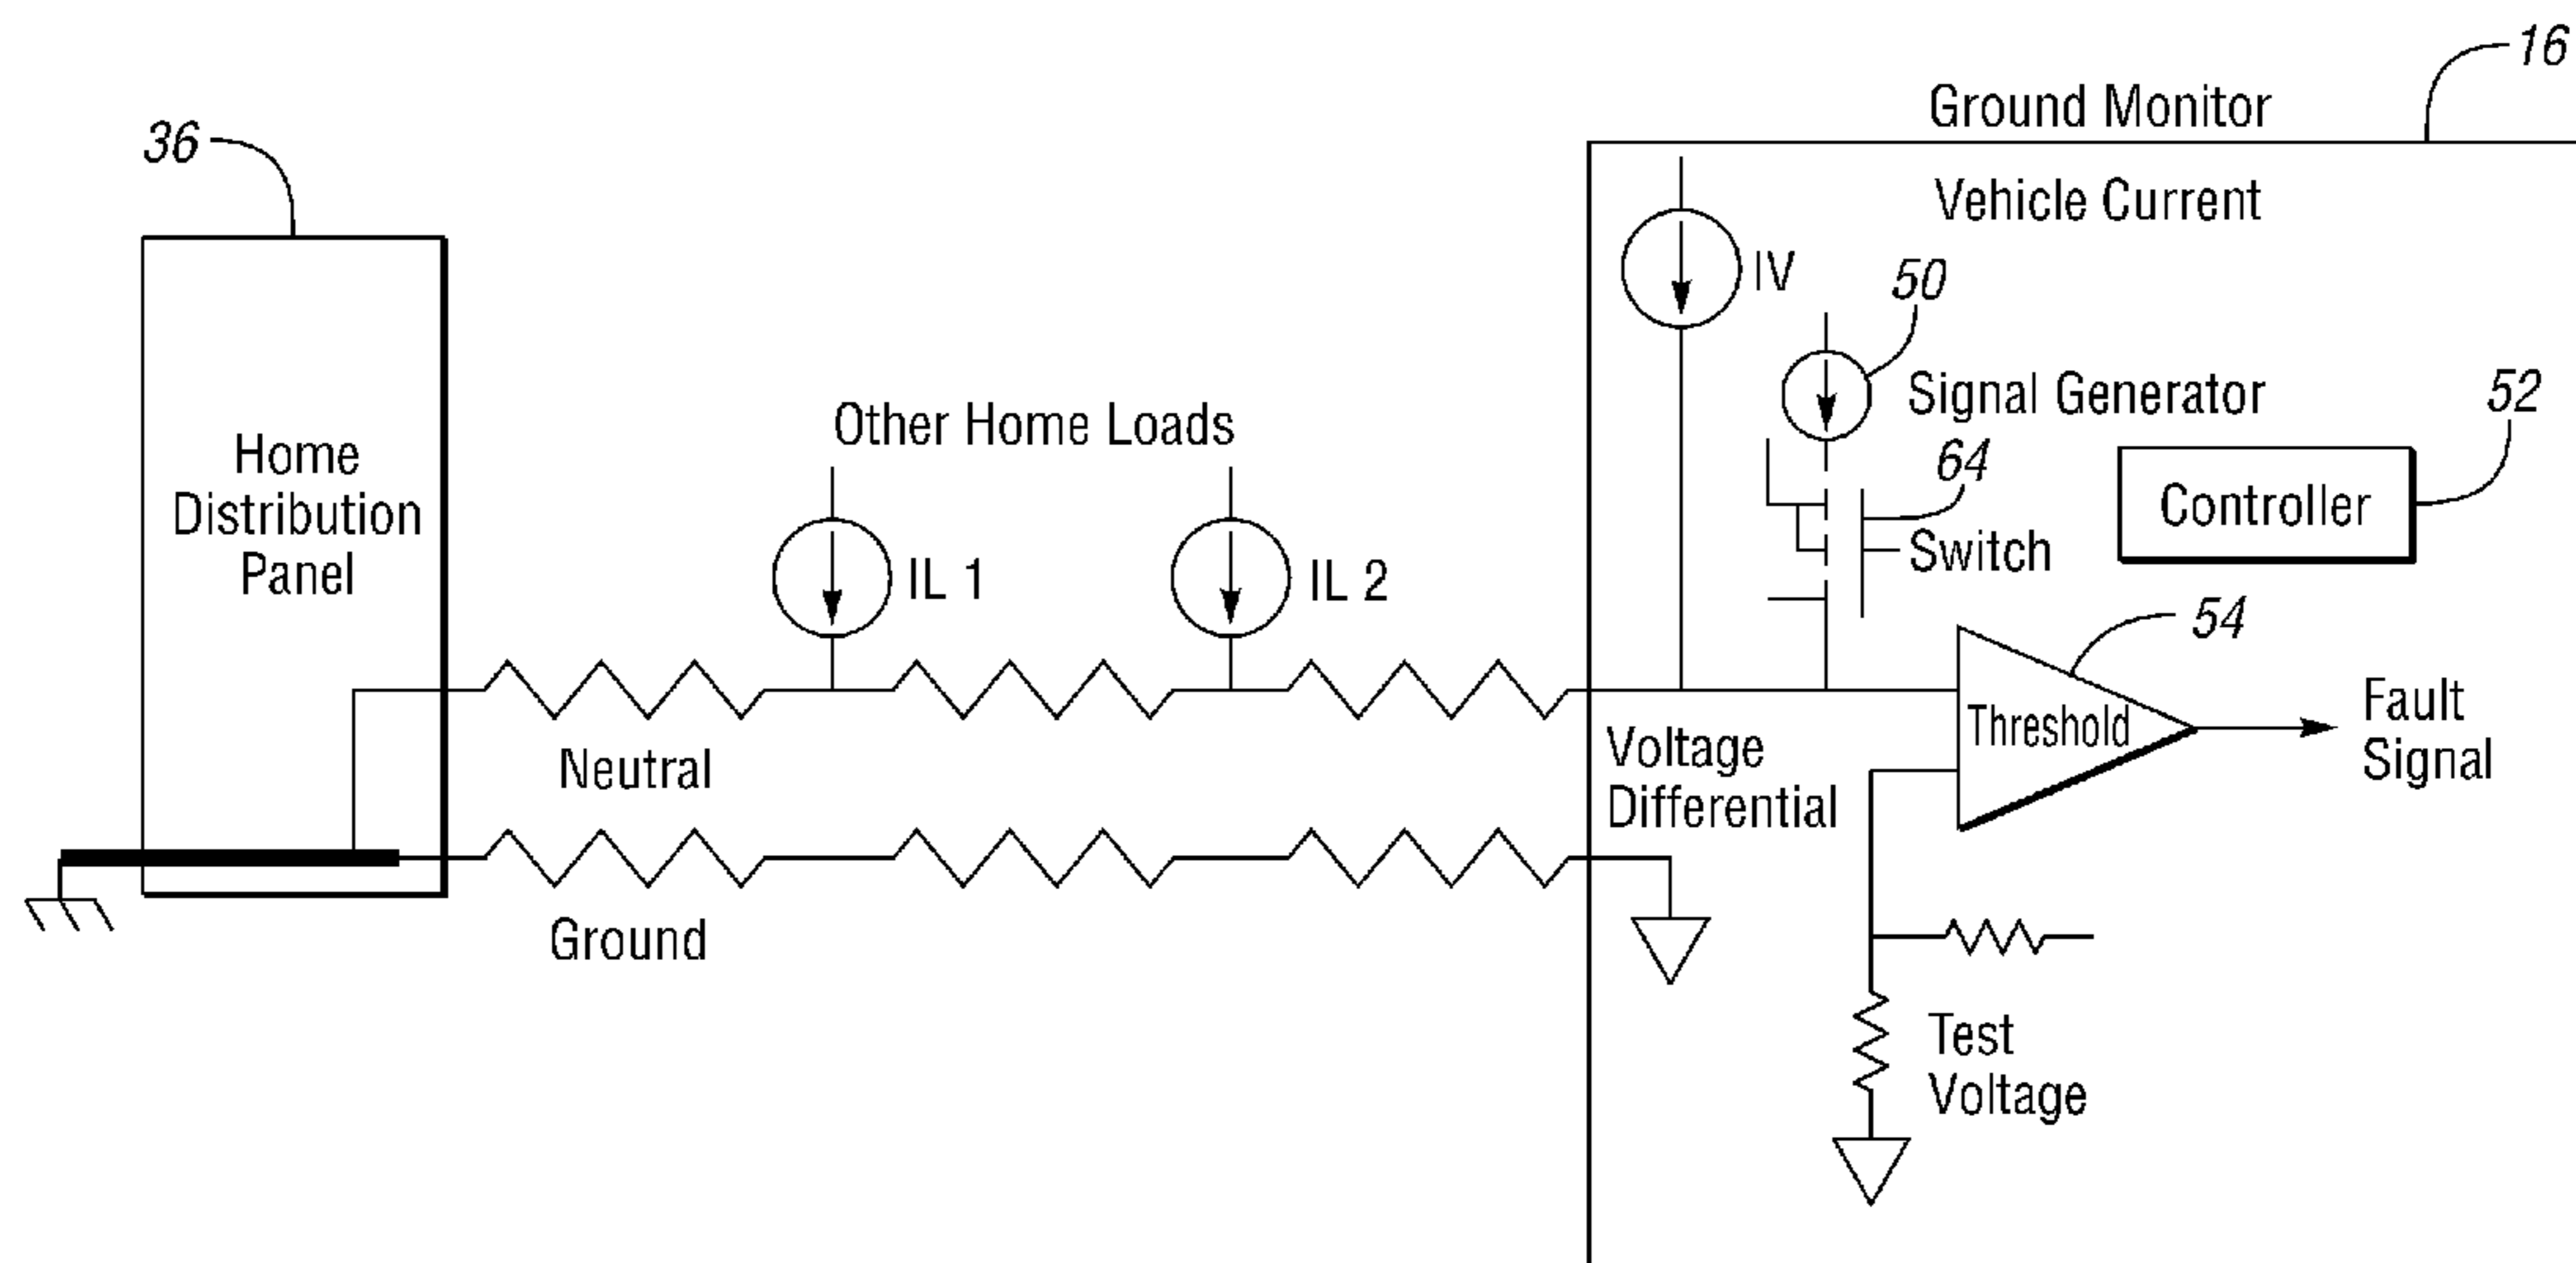 16
Ground Monitor
36
Vehicle Current
IV
50
Signal Generator
52
Other Home Loads
64
Home
Distribution
Panel
Controller
IL 1
IL 2
Switch
54
Threshold
Fault
Signal
Neutral
Voltage
Differential
Ground
Test
Voltage